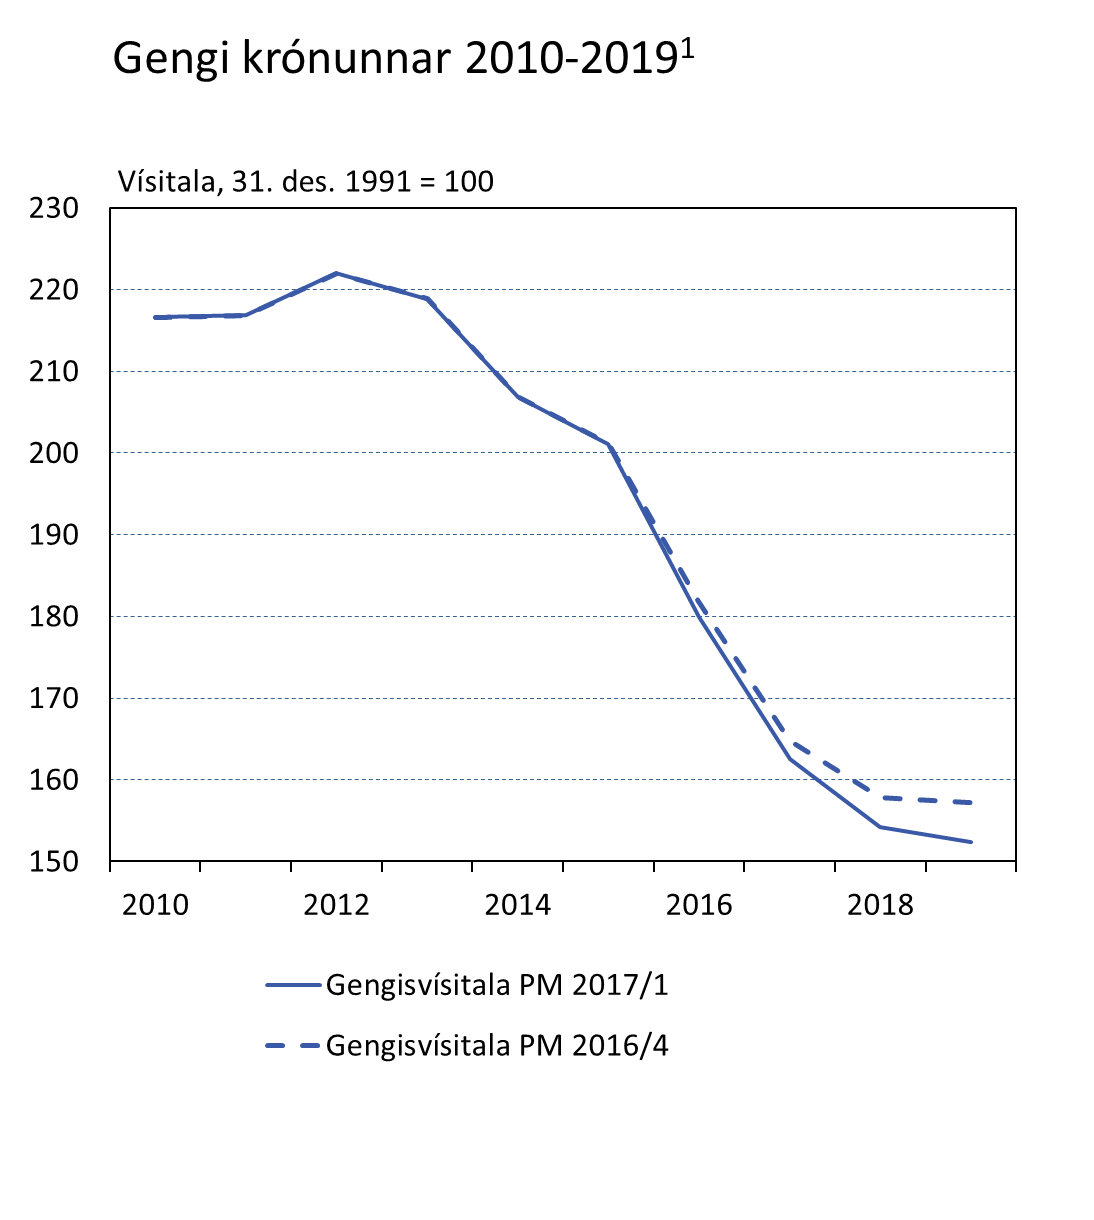 Gengi krónunnar 2010-2019¹
Vísitala, 31. des. 1991 = 100
230
220
210
200
190
180
170
160
150
2010 2012 2014 2016 2018
Gengisvísitala PM 2017/1
Gengisvísitala PM 2016/4